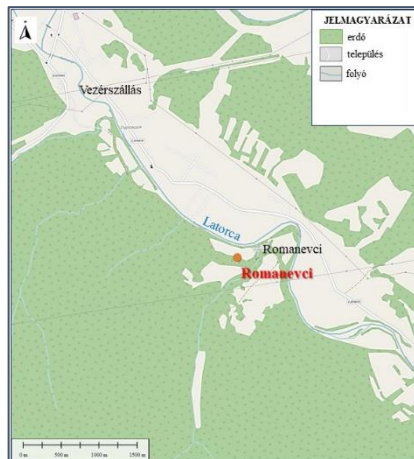 JELMAGYARÁZAT
erdő
település
folyó
Vezérszállás
Latorca
Romanevci
Romanevci
0 m 500 m 1000 m 1500 m